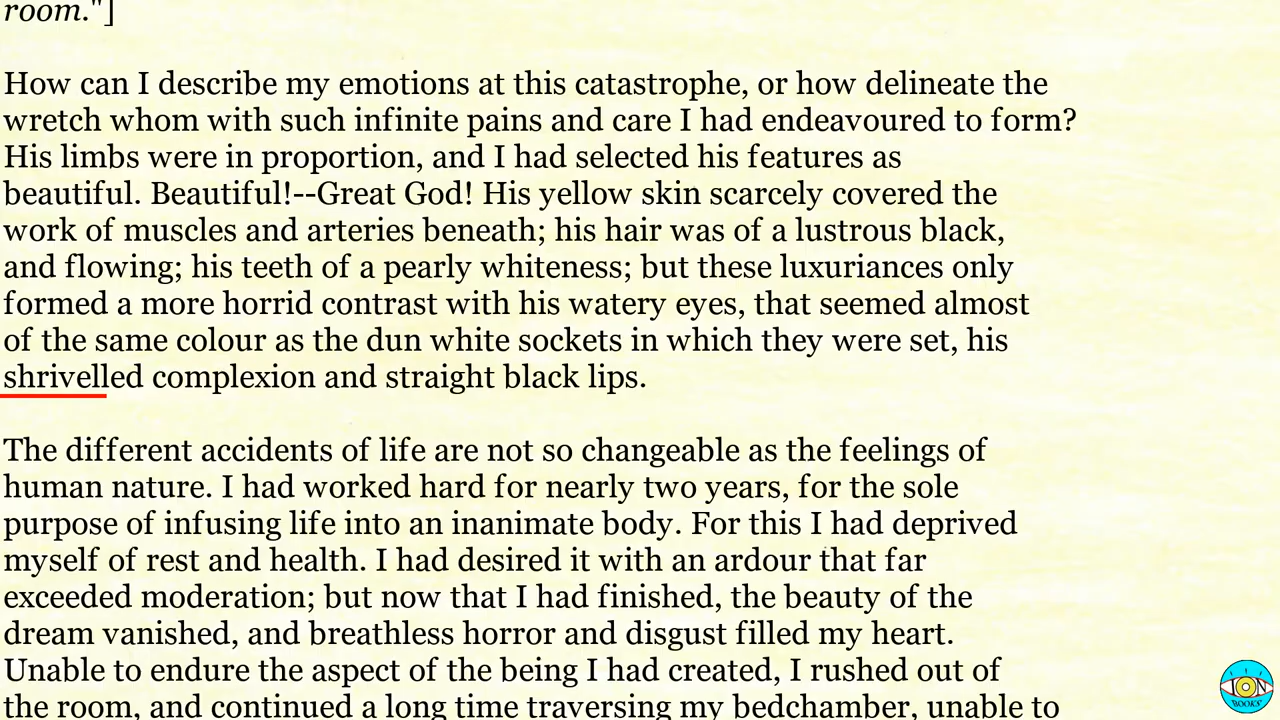 room."]
How can I describe my emotions at this catastrophe, or how delineate the
wretch whom with such infinite pains and care I had endeavoured to form?
His limbs were in proportion, and I had selected his features as
beautiful. Beautiful!--Great God! His yellow skin scarcely covered the
work of muscles and arteries beneath; his hair was of a lustrous black,
and flowing; his teeth of a pearly whiteness; but these luxuriances only
formed a more horrid contrast with his watery eyes, that seemed almost
of the same colour as the dun white sockets in which they were set, his
shrivelled complexion and straight black lips.
The different accidents of life are not so changeable as the feelings of
human nature. I had worked hard for nearly two years, for the sole
purpose of infusing life into an inanimate body. For this I had deprived
myself of rest and health. I had desired it with an ardour that far
exceeded moderation; but now that I had finished, the beauty of the
dream vanished, and breathless horror and disgust filled my heart.
Unable to endure the aspect of the being I had created, I rushed out of
the room, and continued a long time traversing my bedchamber, unable to
ION
BOOKS